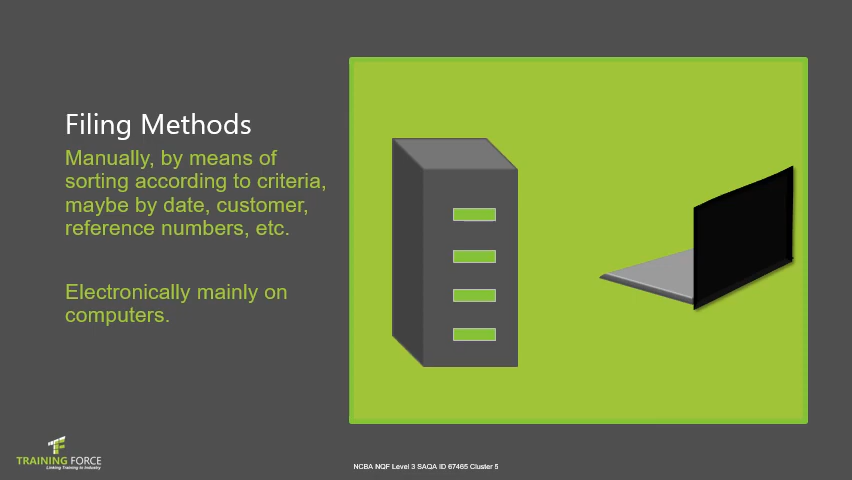 Filing Methods
Manually, by means of
sorting according to criteria,
maybe by date, customer,
reference numbers, etc.
Electronically mainly on
computers.
TRAINING FORCE
Linking Training to Industry
NCBA NQF Level 3 SAQA ID 67465 Cluster 5